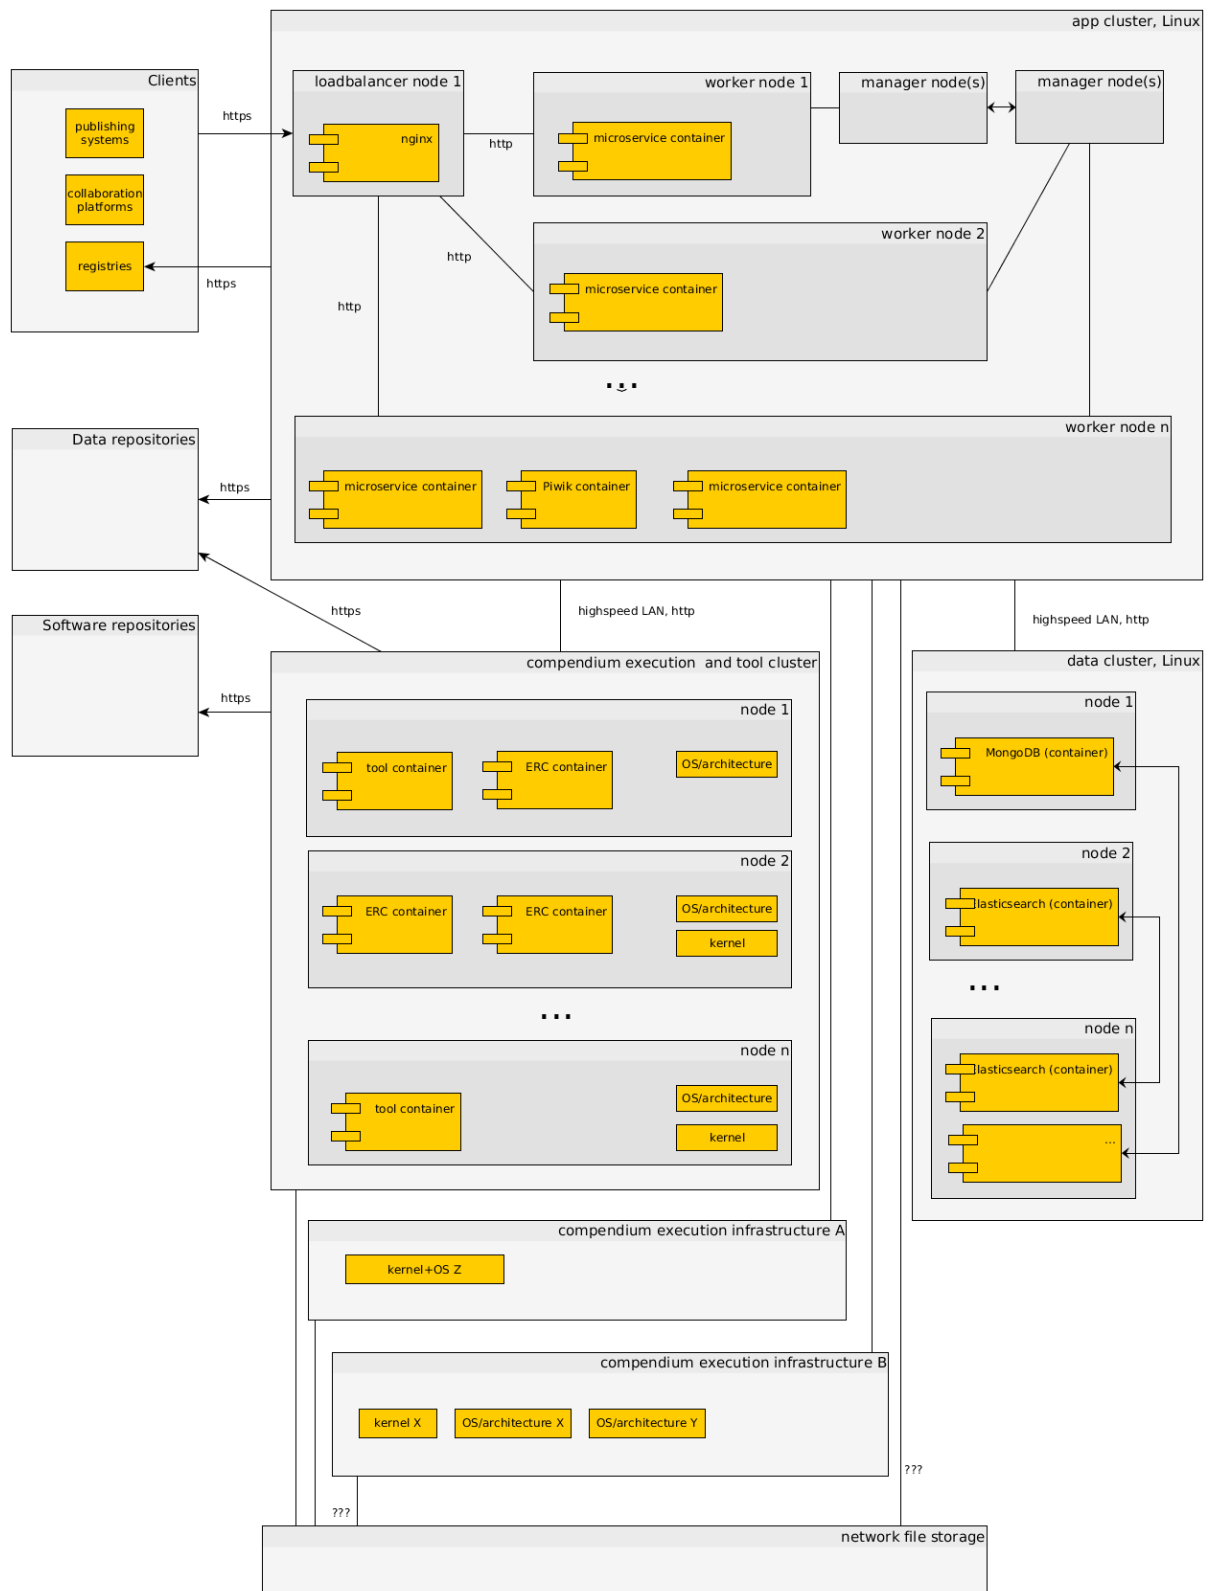 app cluster, Linux
Clients
publishing
systems
collaboration
platforms
registries
https
https
loadbalancer node 1
nginx
http
http
http
worker node 1
microservice container
manager node(s)
manager node(s)
worker node 2
microservice container
...
worker node n
microservice container
Piwik container
microservice container
Data repositories
https
https
Software repositories
https
highspeed LAN, http
highspeed LAN, http
compendium execution  and tool cluster
node 1
tool container
ERC container
OS/architecture
node 2
ERC container
ERC container
OS/architecture
kernel
...
node n
tool container
OS/architecture
kernel
data cluster, Linux
node 1
MongoDB (container)
node 2
lasticsearch (container)
...
node n
lasticsearch (container)
...
compendium execution infrastructure A
kernel+OS Z
compendium execution infrastructure B
kernel X
OS/architecture X
OS/architecture Y
???
???
network file storage